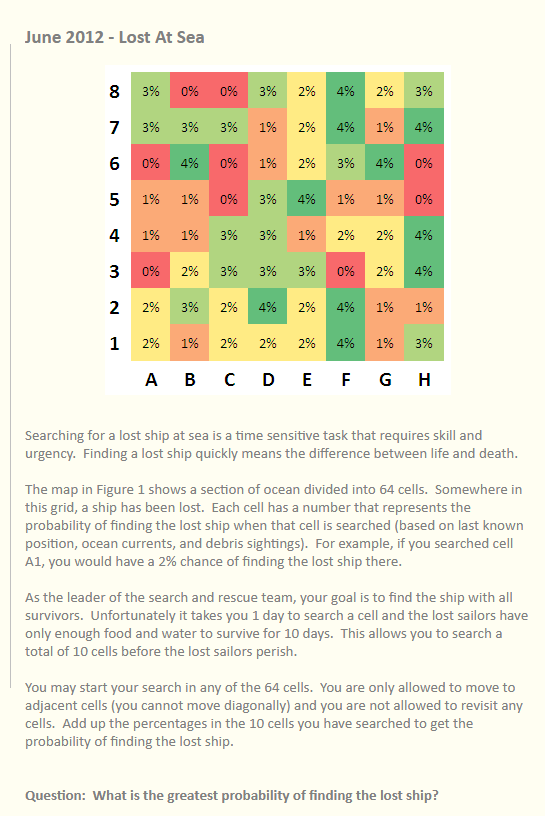 June 2012 - Lost At Sea
8 3% 0% 0% 3% 2% 4% 2% 3%
7 3% 3% 3% 1% 2% 4% 1% 4%
6 0% 4% 0% 1% 2% 3% 4% 0%
5 1% 1% 0% 3% 4% 1% 1% 0%
4 1% 1% 3% 3% 1% 2% 2% 4%
3 0% 2% 3% 3% 3% 0% 2% 4%
2 2% 3% 2% 4% 2% 4% 1% 1%
1 2% 1% 2% 2% 2% 4% 1% 3%
A B C D E F G H
Searching for a lost ship at sea is a time sensitive task that requires skill and
urgency. Finding a lost ship quickly means the difference between life and death.
The map in Figure 1 shows a section of ocean divided into 64 cells. Somewhere in
this grid, a ship has been lost. Each cell has a number that represents the
probability of finding the lost ship when that cell is searched (based on last known
position, ocean currents, and debris sightings). For example, if you searched cell
A1, you would have a 2% chance of finding the lost ship there.
As the leader of the search and rescue team, your goal is to find the ship with all
survivors. Unfortunately it takes you 1 day to search a cell and the lost sailors have
only enough food and water to survive for 10 days. This allows you to search a
total of 10 cells before the lost sailors perish.
You may start your search in any of the 64 cells. You are only allowed to move to
adjacent cells (you cannot move diagonally) and you are not allowed to revisit any
cells. Add up the percentages in the 10 cells you have searched to get the
probability of finding the lost ship.
Question: What is the greatest probability of finding the lost ship?